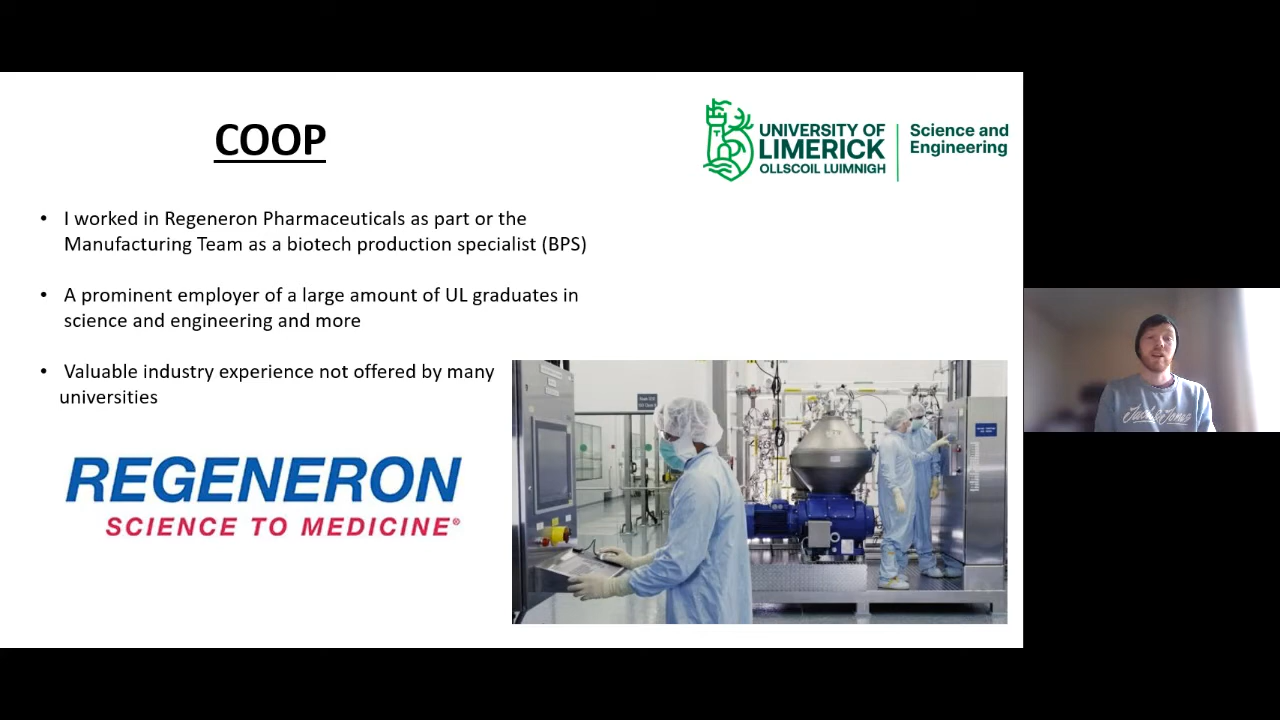 COOP
UNIVERSITY OF
LIMERICK
OLLSCOIL LUIMNIGH
Science and
Engineering
• I worked in Regeneron Pharmaceuticals as part or the
Manufacturing Team as a biotech production specialist (BPS)
• A prominent employer of a large amount of UL graduates in
science and engineering and more
• Valuable industry experience not offered by many
universities
REGENERON
SCIENCE TO MEDICINE®
Jack & Jones